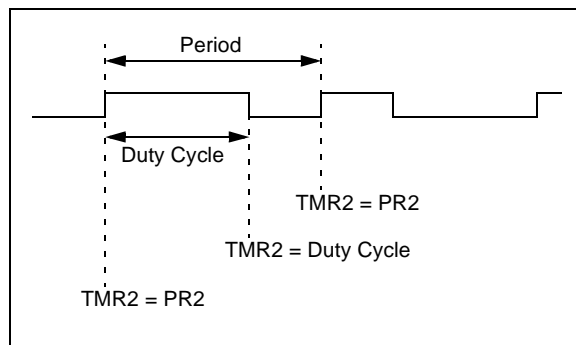 Period
Duty Cycle
TMR2 = PR2
TMR2 = Duty Cycle
TMR2 = PR2